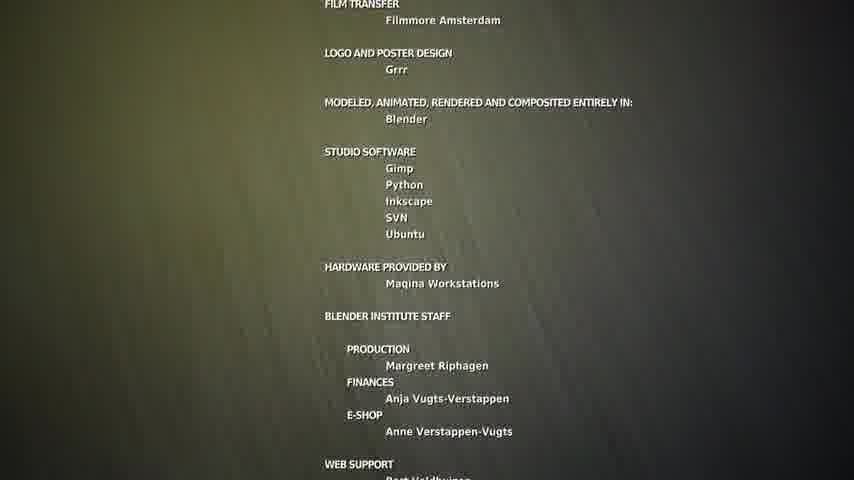 FILM TRANSFER
Filmmore Amsterdam
LOGO AND POSTER DESIGN
Grrr
MODELED, ANIMATED, RENDERED AND COMPOSITED ENTIRELY IN:
Blender
STUDIO SOFTWARE
Gimp
Python
Inkscape
SVN
Ubuntu
HARDWARE PROVIDED BY
Maqina Workstations
BLENDER INSTITUTE STAFF
PRODUCTION
Margreet Riphagen
FINANCES
Anja Vugts-Verstappen
E-SHOP
Anne Verstappen-Vugts
WEB SUPPORT